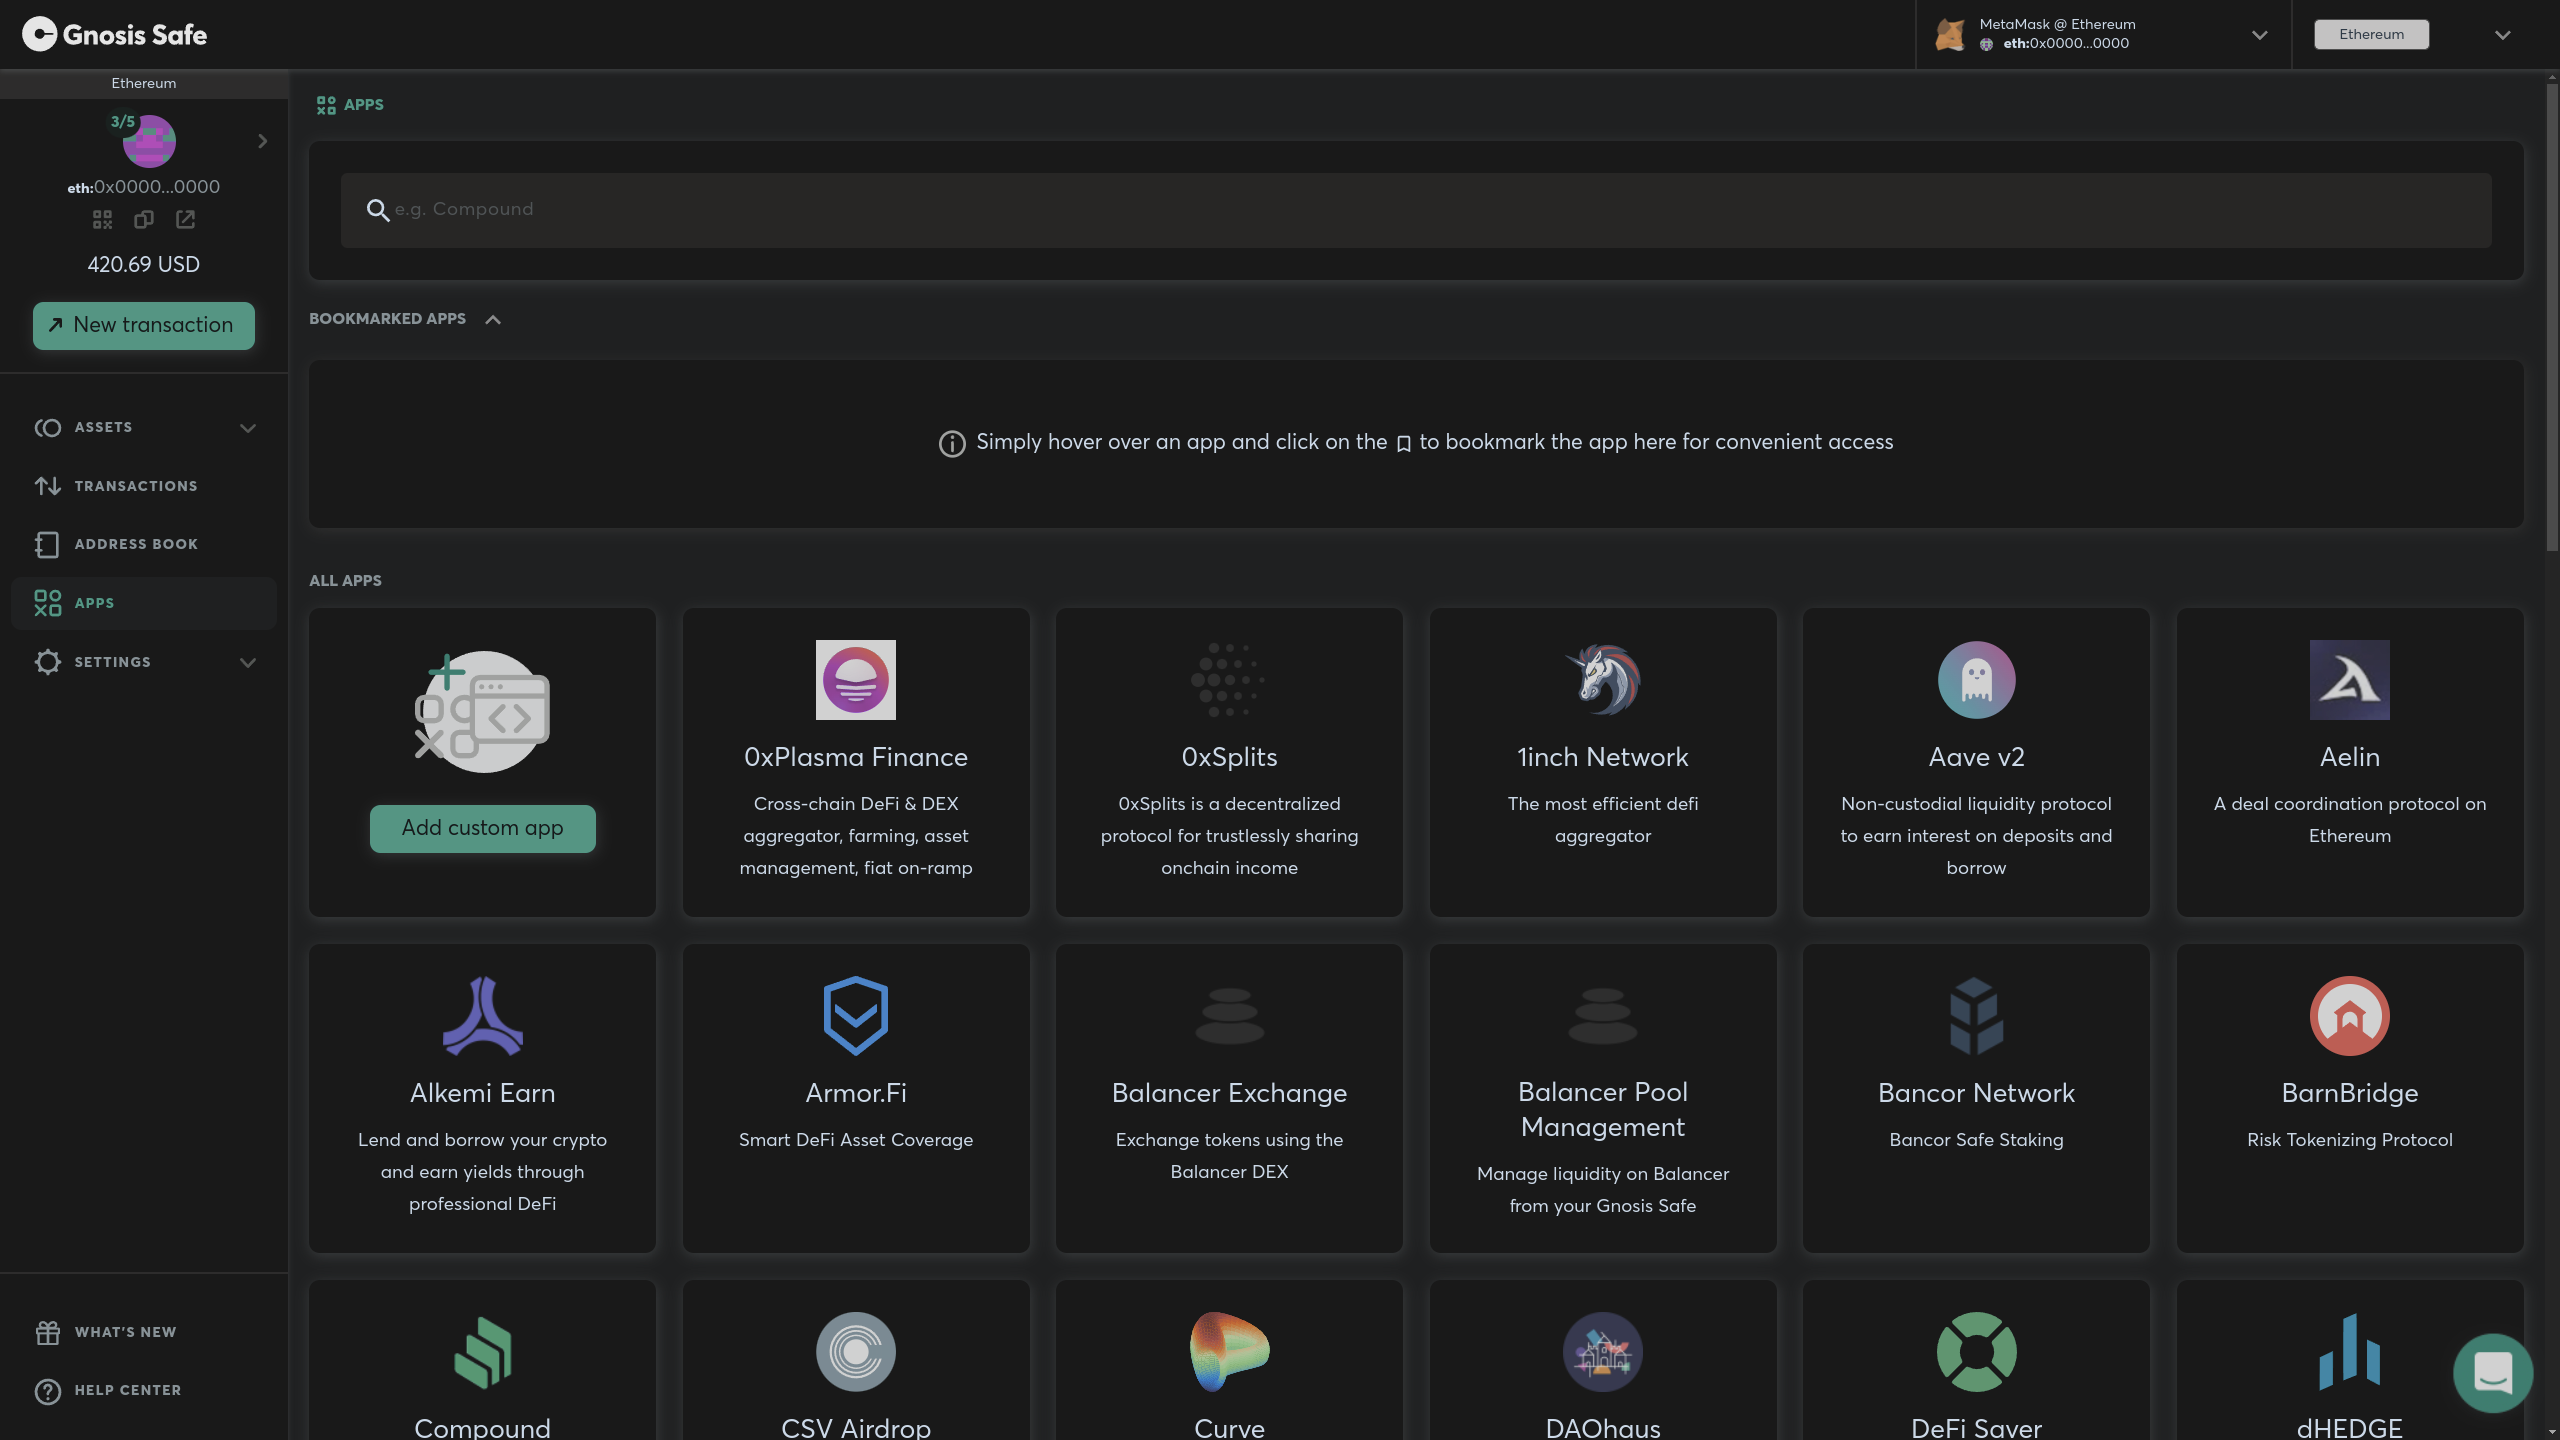 Gnosis Safe
MetaMask @ Ethereum
eth:0x0000...0000
Ethereum
Ethereum
3/5
eth:0x0000...0000
420.69 USD
New transaction
ASSETS
TRANSACTIONS
ADDRESS BOOK
APPS
SETTINGS
WHAT'S NEW
HELP CENTER
APPS
e.g. Compound
BOOKMARKED APPS
Simply hover over an app and click on the to bookmark the app here for convenient access
ALL APPS
Add custom app
0xPlasma Finance
Cross-chain DeFi & DEX
aggregator, farming, asset
management, fiat on-ramp
0xSplits
0xSplits is a decentralized
protocol for trustlessly sharing
onchain income
1inch Network
The most efficient defi
aggregator
Aave v2
Non-custodial liquidity protocol
to earn interest on deposits and
borrow
Aelin
A deal coordination protocol on
Ethereum
Alkemi Earn
Lend and borrow your crypto
and earn yields through
professional DeFi
Armor.Fi
Smart DeFi Asset Coverage
Balancer Exchange
Exchange tokens using the
Balancer DEX
Balancer Pool
Management
Manage liquidity on Balancer
from your Gnosis Safe
Bancor Network
Bancor Safe Staking
BarnBridge
Risk Tokenizing Protocol
Compound
CSV Airdrop
Curve
DAOhaus
DeFi Saver
dHEDGE